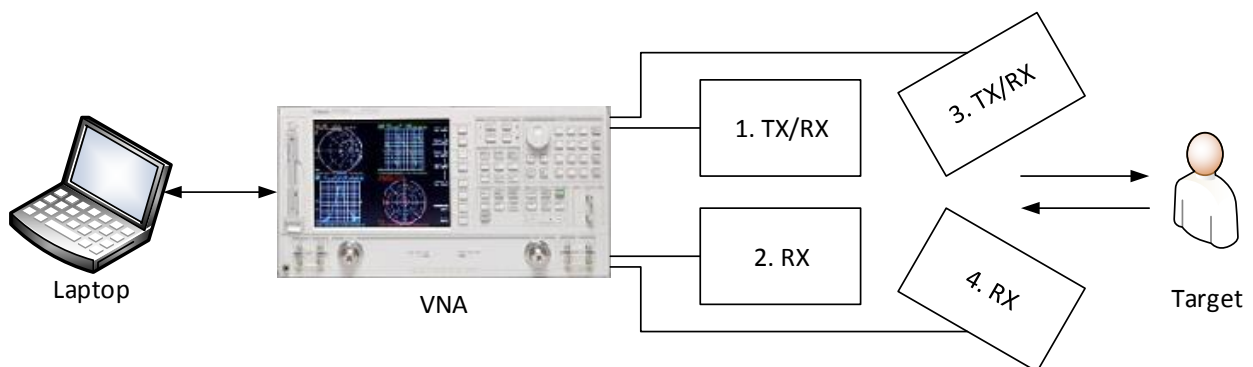 3. TX/RX
1. TX/RX
2. RX
4. RX
Laptop
VNA
Target